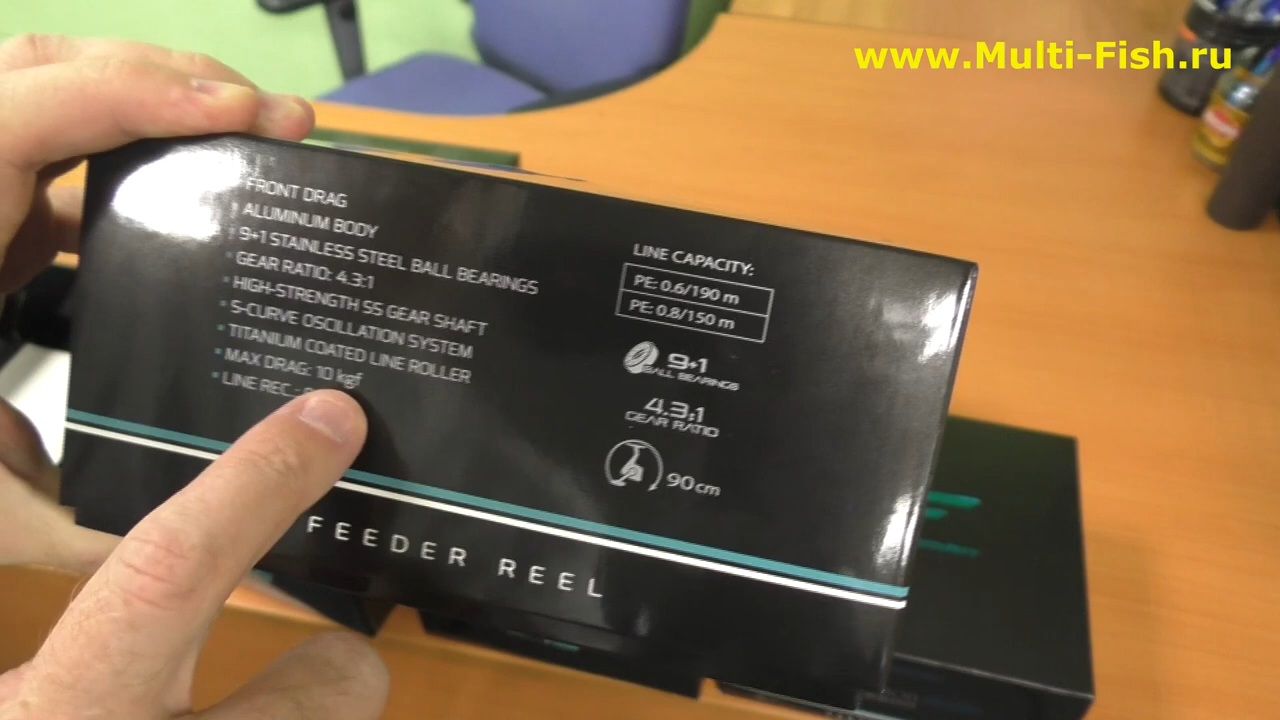 www.Multi-Fish.ru
FRONT DRAG
ALUMINUM BODY
9+1 STAINLESS STEEL BALL BEARINGS
GEAR RATIO: 4.3:1
HIGH-STRENGTH SS GEAR SHAFT
S-CURVE OSCILLATION SYSTEM
TITANIUM COATED LINE ROLLER
MAX DRAG: 10 kgf
LINE REC.:
LINE CAPACITY:
PE: 0.6/190 m
PE: 0.8/150 m
9+1
BALL BEARINGS
4.3:1
GEAR RATIO
90cm
FEEDER REEL